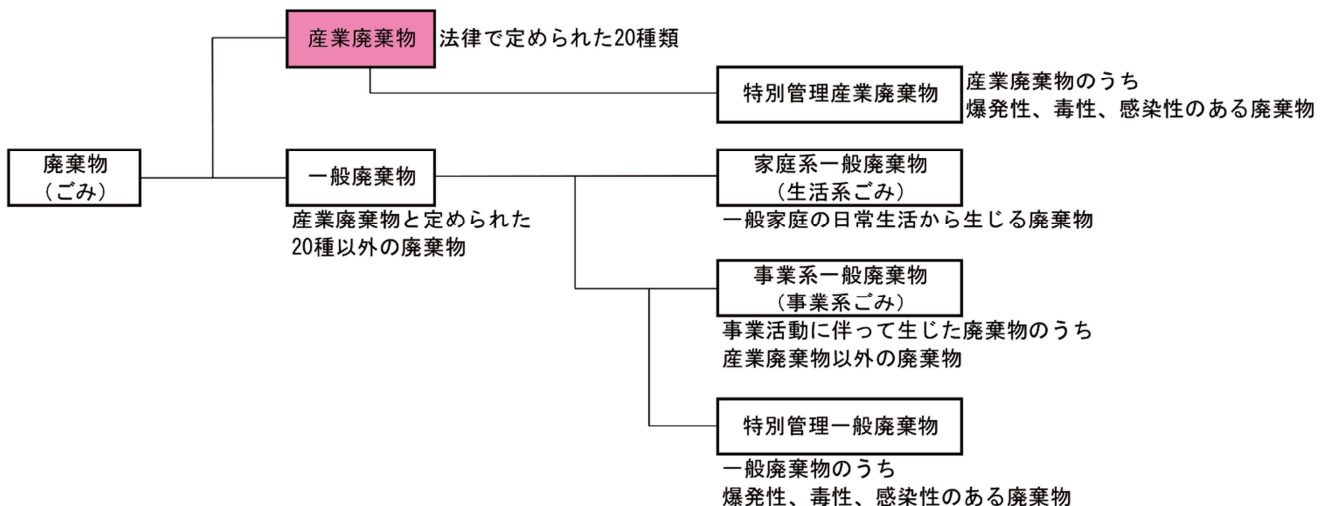 産業廃棄物
法律で定められた20種類
特別管理産業廃棄物
産業廃棄物のうち
爆発性、毒性、感染性のある廃棄物
廃棄物
（ごみ）
一般廃棄物
産業廃棄物と定められた
20種以外の廃棄物
家庭系一般廃棄物
（生活系ごみ）
一般家庭の日常生活から生じる廃棄物
事業系一般廃棄物
（事業系ごみ）
事業活動に伴って生じた廃棄物のうち
産業廃棄物以外の廃棄物
特別管理一般廃棄物
一般廃棄物のうち
爆発性、毒性、感染性のある廃棄物